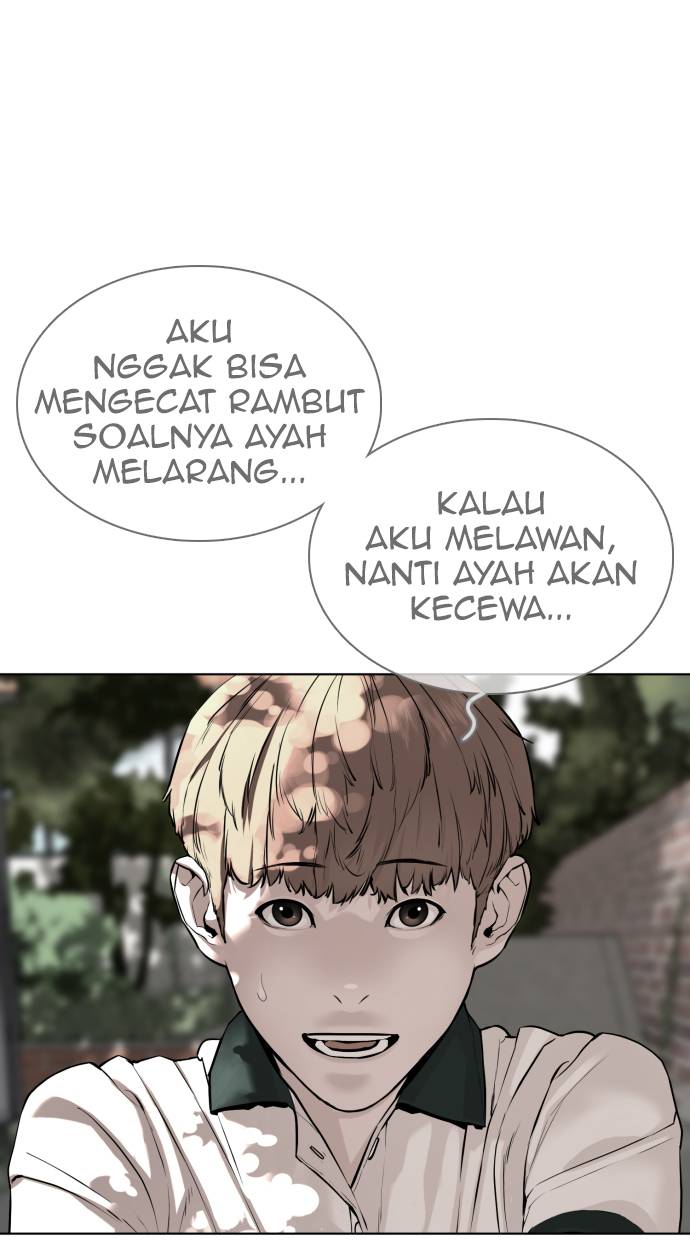 AKU
NGGAK BISA
MENGECAT RAMBUT
SOALNYA AYAH
MELARANG...
KALAU
AKU MELAWAN,
NANTI AYAH AKAN
KECEWA...